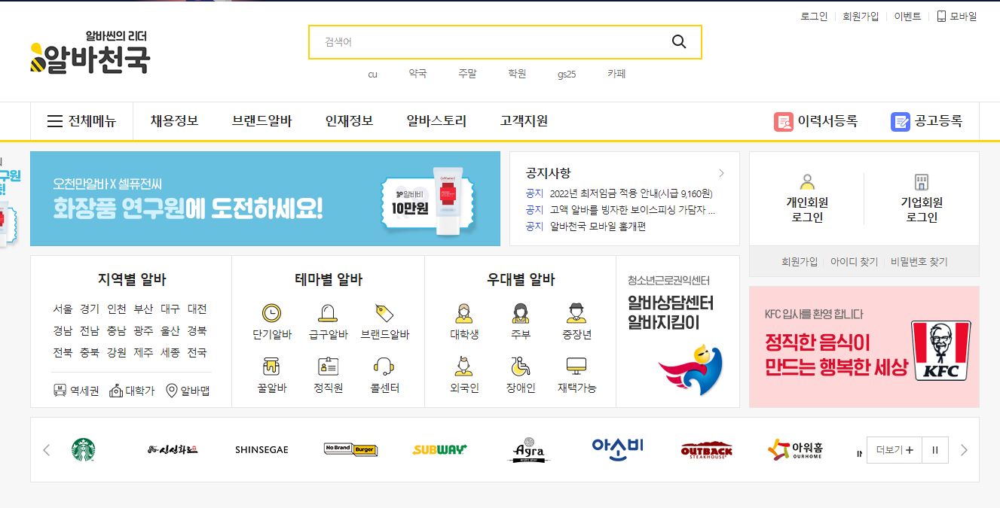 로그인 회원가입 이벤트 모바일
알바씬의 리더
알바천국
검색어
cu 약국 주말 학원 gs25 카페
전체메뉴 채용정보 브랜드알바 인재정보 알바스토리 고객지원 이력서등록 공고등록
오천만알바 X 셀퓨전씨
화장품 연구원에 도전하세요!
알바비
10만원
공지사항
공지 2022년 최저임금 적용 안내(시급 9,160원)
공지 고액 알바를 빙자한 보이스피싱 가담자 ...
공지 알바천국 모바일 홈개편
개인회원
로그인
기업회원
로그인
회원가입 아이디 찾기 비밀번호 찾기
지역별 알바
서울 경기 인천 부산 대구 대전
경남 전남 충남 광주 울산 경북
전북 충북 강원 제주 세종 전국
역세권 대학가 알바맵
테마별 알바
단기알바 급구알바 브랜드알바
꿀알바 정직원 콜센터
우대별 알바
대학생 주부 중장년
외국인 장애인 재택가능
청소년근로권익센터
알바상담센터
알바지킴이
KFC 입사를 환영 합니다
정직한 음식이
만드는 행복한 세상
KFC
신신화로 SHINSEGAE No Brand Burger SUBWAY Agra 아소비 OUTBACK STEAKHOUSE 아워홈 OURHOME 더보기 +